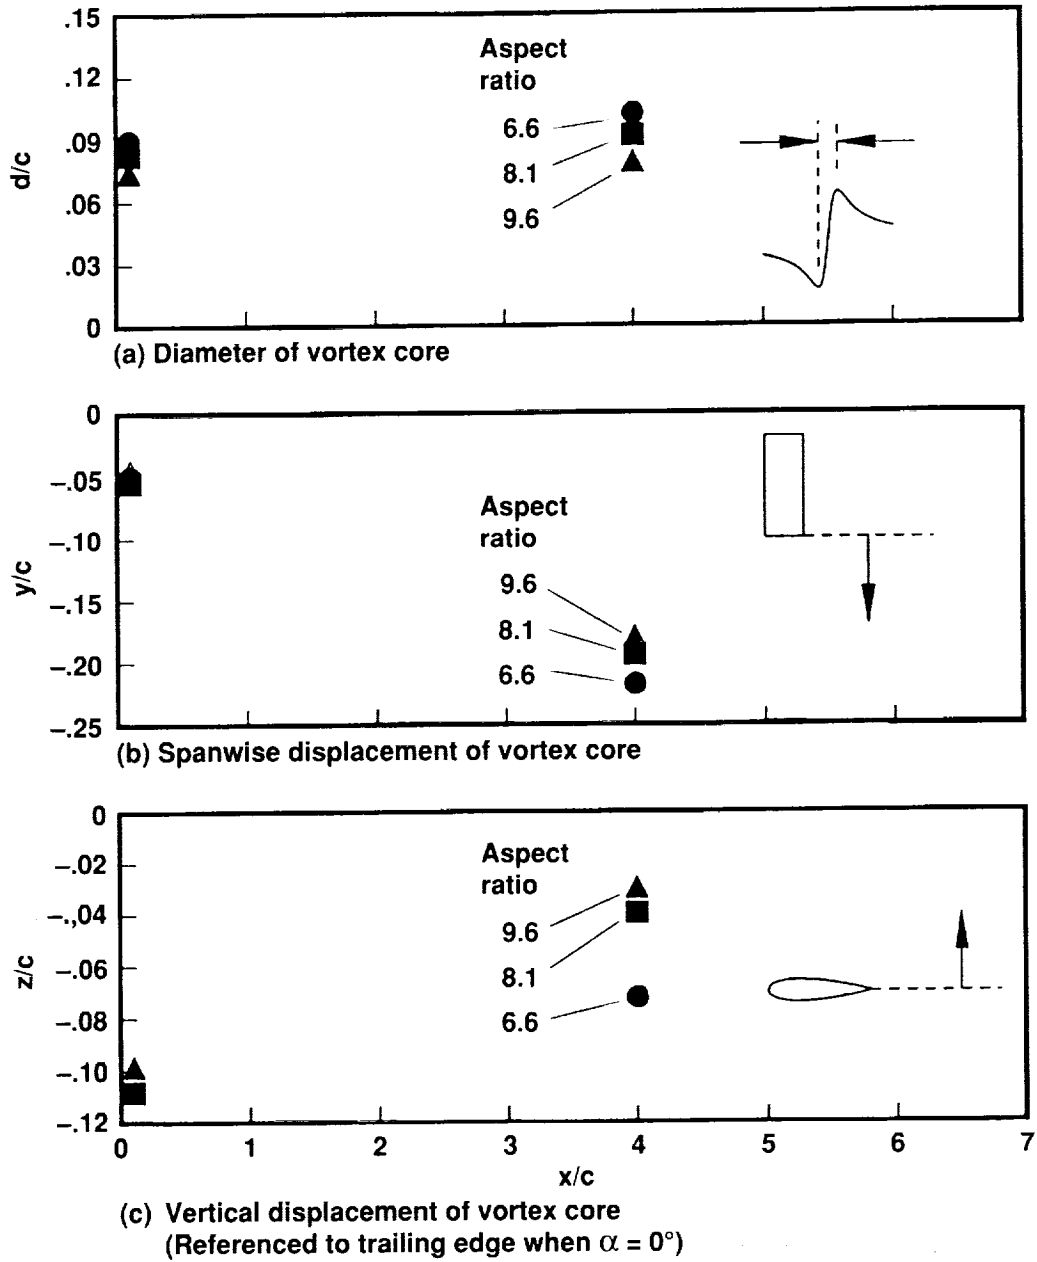 .15
.12
.09
.06
.03
0
d/c
Aspect
ratio
6.6
8.1
9.6
(a) Diameter of vortex core
0
–.05
–.10
–.15
–.20
–.25
y/c
Aspect
ratio
9.6
8.1
6.6
(b) Spanwise displacement of vortex core
0
–.02
–.,04
–.06
–.08
–.10
–.12
z/c
Aspect
ratio
9.6
8.1
6.6
0 1 2 3 4 5 6 7
x/c
(c) Vertical displacement of vortex core
(Referenced to trailing edge when α = 0°)